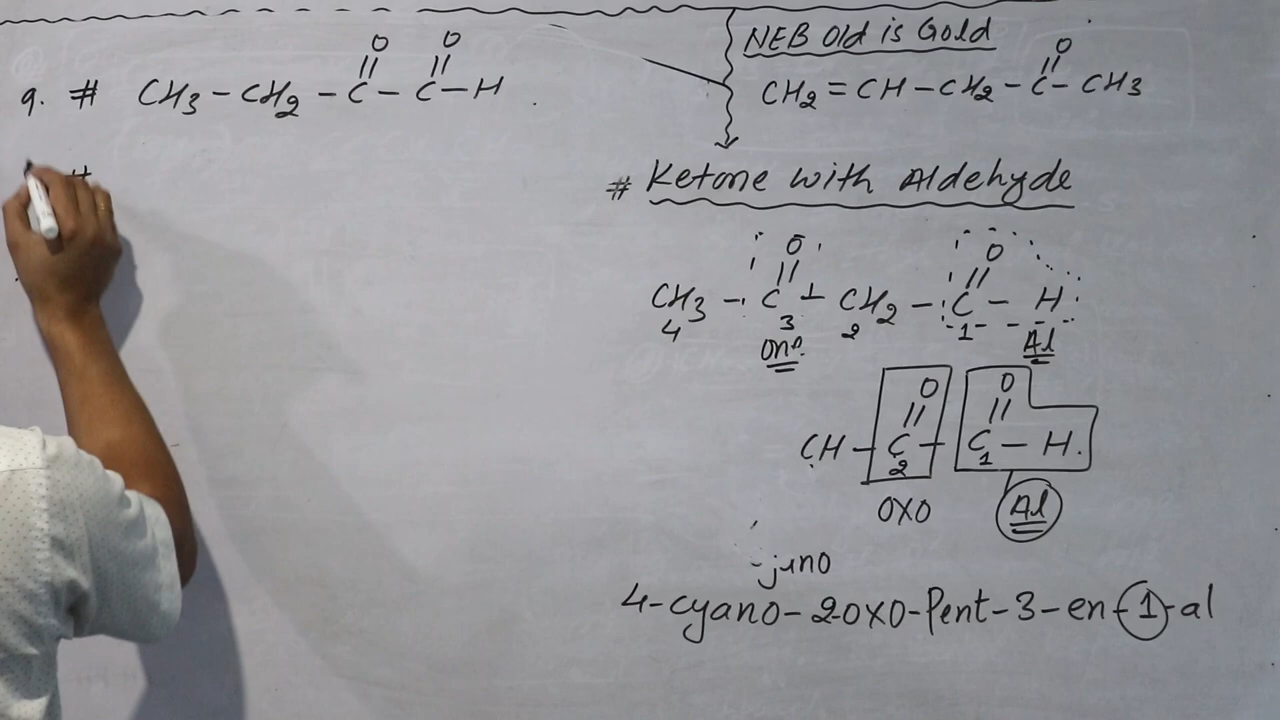 NEB Old is Gold
O
CH2=CH-CH2-C-CH3
O O
9. # CH3-CH2-C-C-H
# Ketone with Aldehyde
O O
CH3-C-CH2-C-H
4 3 2 1
one Al
O O
CH-C-C-H.
2 1
OXO Al
4-cyano-2oxo-Pent-3-en-1-al